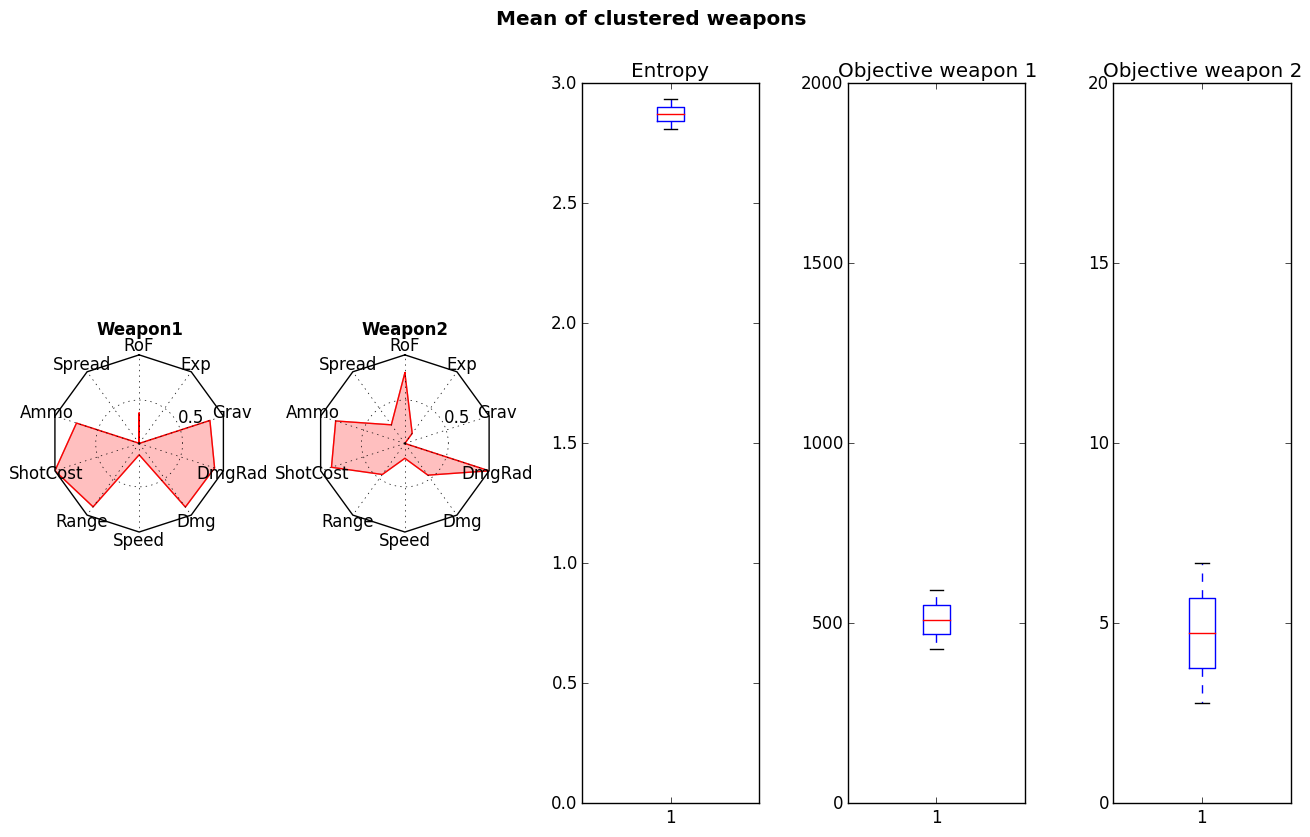 Mean of clustered weapons
Weapon1
RoF
Spread
Exp
Ammo
0.5
Grav
ShotCost
DmgRad
Range
Dmg
Speed
Weapon2
RoF
Spread
Exp
Ammo
0.5
Grav
ShotCost
DmgRad
Range
Dmg
Speed
Entropy
3.0
2.5
2.0
1.5
1.0
0.5
0.0
1
Objective weapon 1
2000
1500
1000
500
0
1
Objective weapon 2
20
15
10
5
0
1